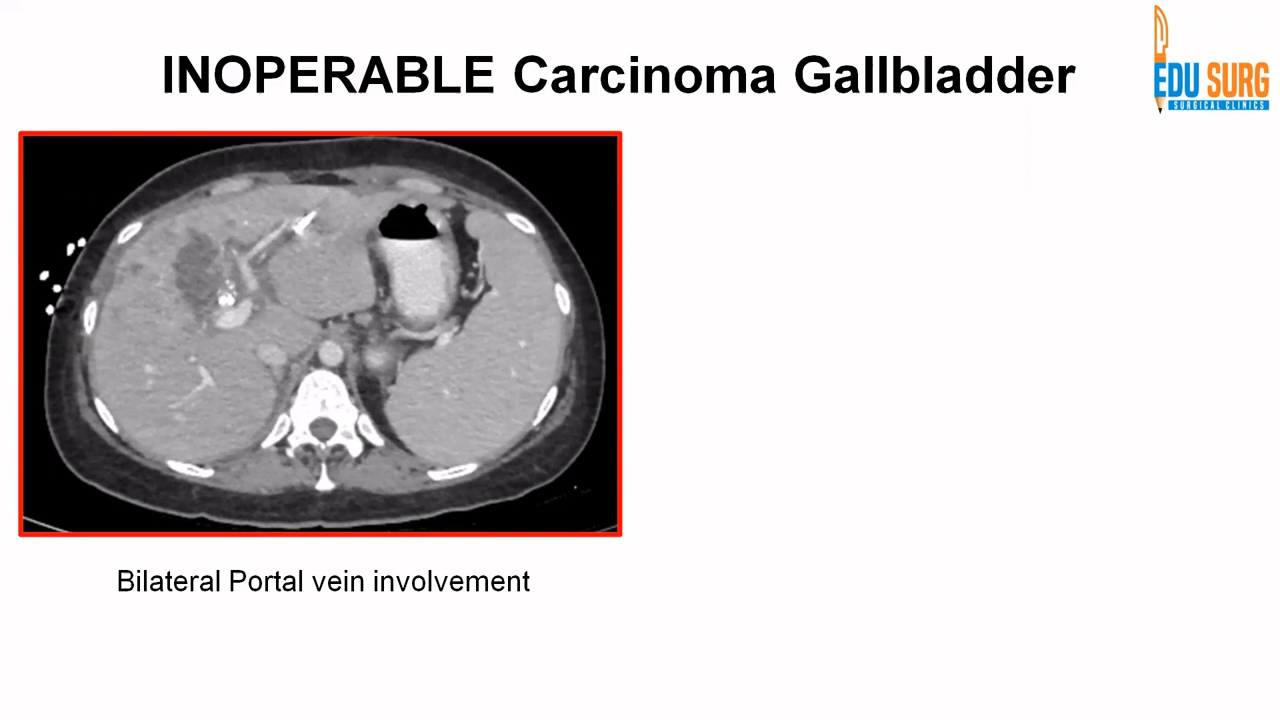 INOPERABLE Carcinoma Gallbladder
EDU SURG
SURGICAL CLINICS
Bilateral Portal vein involvement